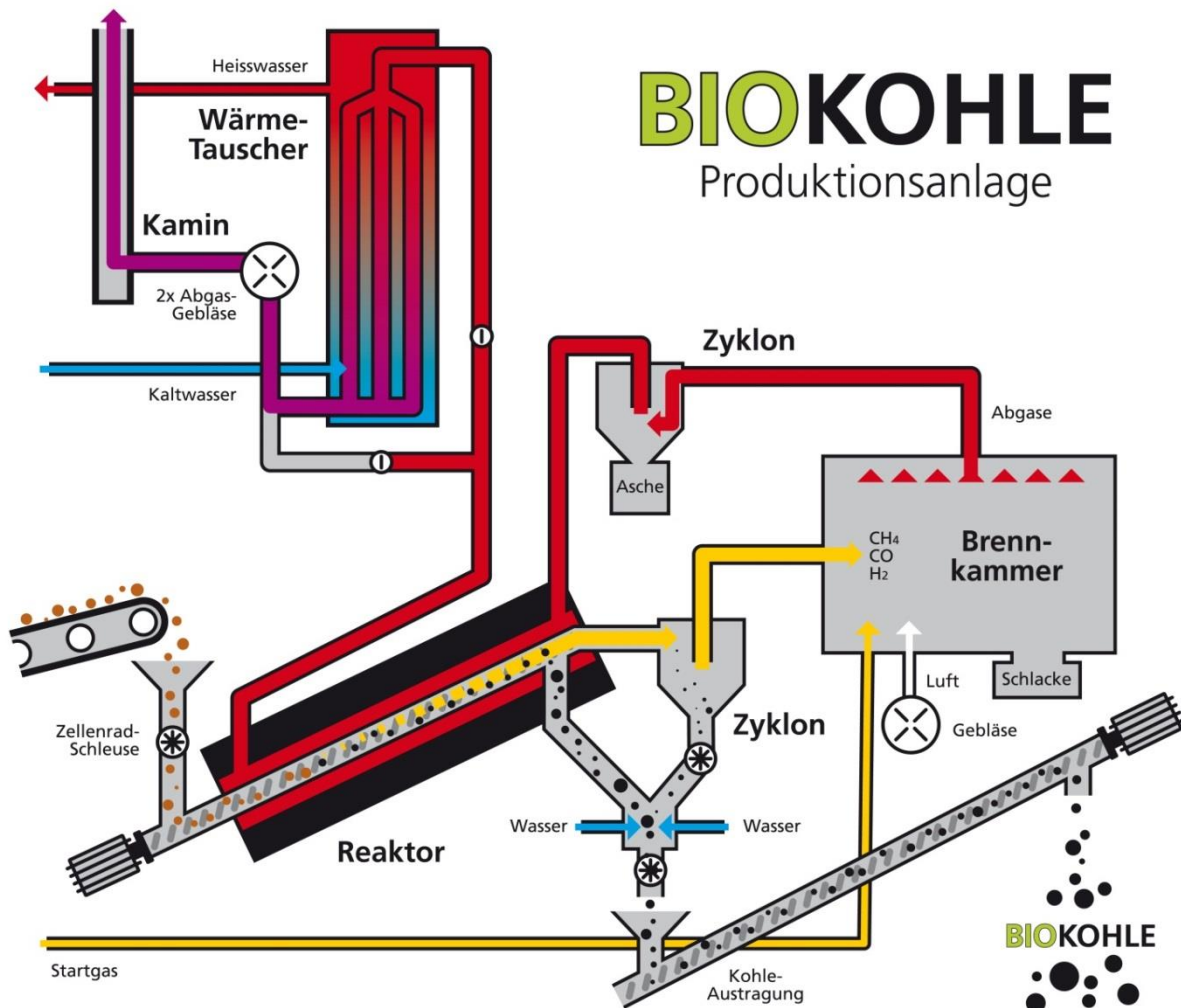 BIOKOHLE
Produktionsanlage
Heisswasser
Wärme-
Tauscher
Kamin
2x Abgas-
Gebläse
Kaltwasser
Zyklon
Abgase
Asche
CH4
CO
H2
Brenn-
kammer
Luft
Schlacke
Gebläse
Zellenrad-
Schleuse
Zyklon
Reaktor
Wasser
Wasser
Startgas
Kohle-
Austragung
BIOKOHLE